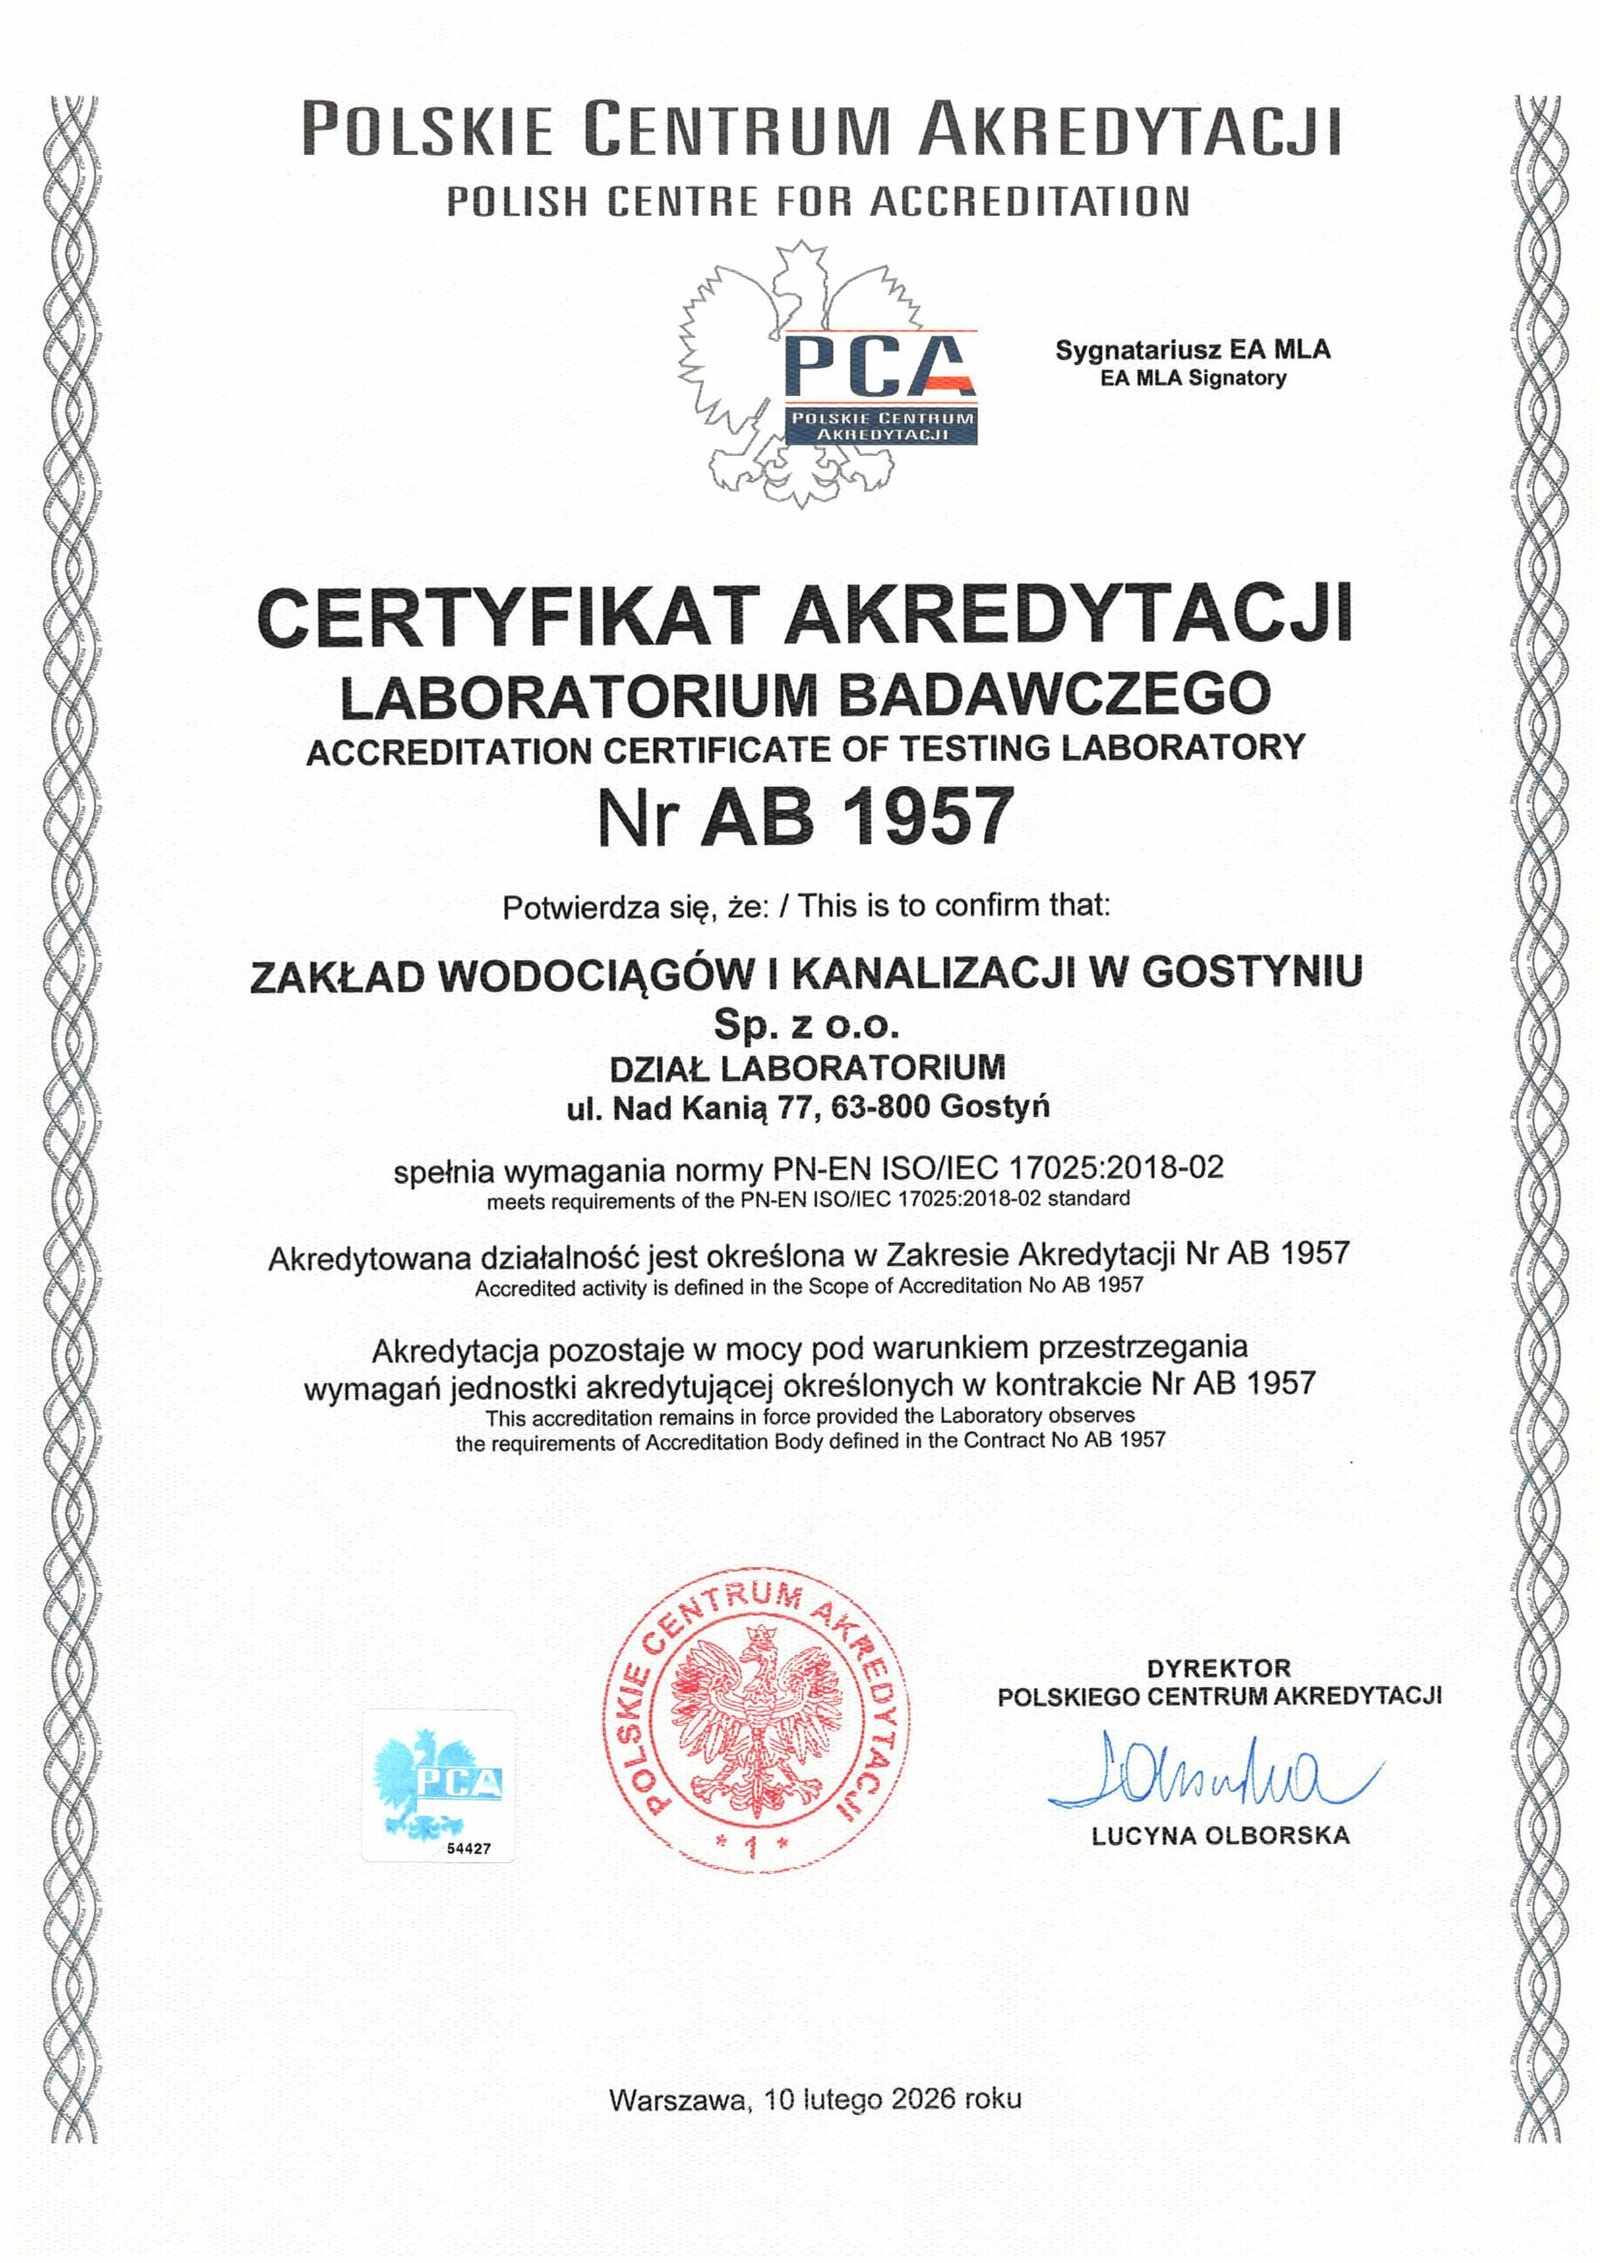 POLSKIE CENTRUM AKREDYTACJI
POLISH CENTRE FOR ACCREDITATION
PCA
POLSKIE CENTRUM
AKREDYTACJI
Sygnatariusz EA MLA
EA MLA Signatory
CERTYFIKAT AKREDYTACJI
LABORATORIUM BADAWCZEGO
ACCREDITATION CERTIFICATE OF TESTING LABORATORY
Nr AB 1957
Potwierdza się, że: / This is to confirm that:
ZAKŁAD WODOCIĄGÓW I KANALIZACJI W GOSTYNIU
Sp. z o.o.
DZIAŁ LABORATORIUM
ul. Nad Kanią 77, 63-800 Gostyń
spełnia wymagania normy PN-EN ISO/IEC 17025:2018-02
meets requirements of the PN-EN ISO/IEC 17025:2018-02 standard
Akredytowana działalność jest określona w Zakresie Akredytacji Nr AB 1957
Accredited activity is defined in the Scope of Accreditation No AB 1957
Akredytacja pozostaje w mocy pod warunkiem przestrzegania
wymagań jednostki akredytującej określonych w kontrakcie Nr AB 1957
This accreditation remains in force provided the Laboratory observes
the requirements of Accreditation Body defined in the Contract No AB 1957
POLSKIE CENTRUM AKREDYTACJI
* 1 *
PCA
54427
DYREKTOR
POLSKIEGO CENTRUM AKREDYTACJI
LUCYNA OLBORSKA
Warszawa, 10 lutego 2026 roku